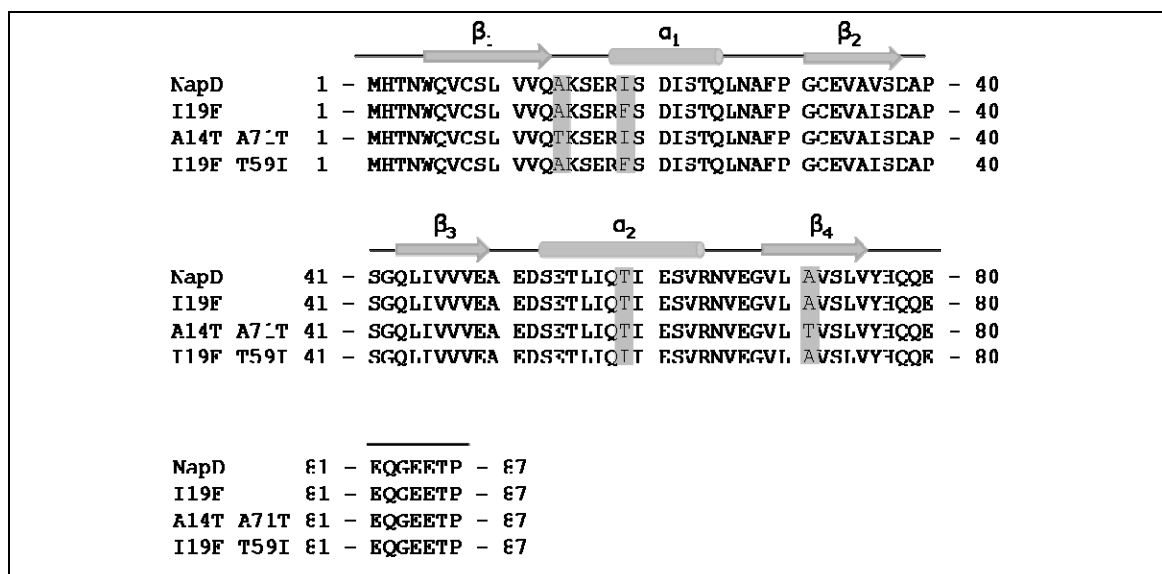 β₁ α₁ β₂
NapD 1 - MHTNWQVCSL VVQAKSERIS DISTQLNAFP GCEVAVSDAP - 40
I19F 1 - MHTNWQVCSL VVQAKSERFS DISTQLNAFP GCEVAISDAP - 40
A14T A71T 1 - MHTNWQVCSL VVQTKSERIS DISTQLNAFP GCEVAISDAP - 40
I19F T59I 1 - MHTNWQVCSL VVQAKSERFS DISTQLNAFP GCEVAISDAP - 40
β₃ α₂ β₄
NapD 41 - SGQLIVVVEA EDSETLIQTI ESVRNVEGVL AVSLVYHQQE - 80
I19F 41 - SGQLIVVVEA EDSETLIQTI ESVRNVEGVL AVSLVYHQQE - 80
A14T A71T 41 - SGQLIVVVEA EDSETLIQTI ESVRNVEGVL TVSLVYHQQE - 80
I19F T59I 41 - SGQLIVVVEA EDSETLIQII ESVRNVEGVL AVSLVYHQQE - 80
NapD 81 - EQGEETP - 87
I19F 81 - EQGEETP - 87
A14T A71T 81 - EQGEETP - 87
I19F T59I 81 - EQGEETP - 87